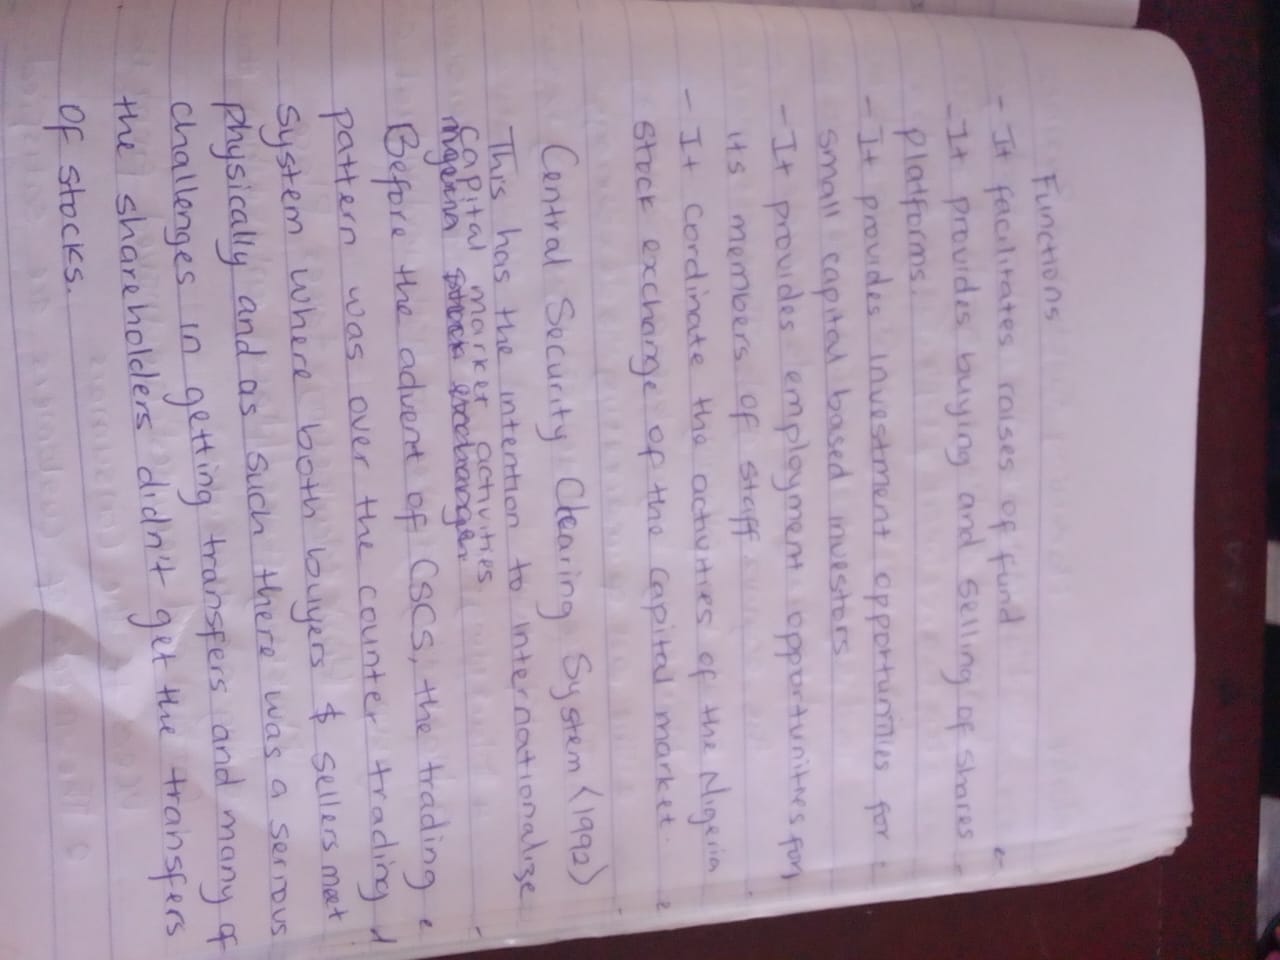 Functions
- It facilitates raises of fund
- It provides buying and selling of shares
platforms.
- It provides investment opportunities for
small capital based investors
- It provides employment opportunities for
its members of staff
- It cordinate the activities of the Nigeria
stock exchange of the capital market.
Central Security Clearing System (1992)
This has the intention to internationalize
capital market activities
Before the advent of CSCS, the trading
pattern was over the counter trading
system where both buyers & sellers meet
physically and as such there was a serious
challenges in getting transfers and many of
the shareholders didn't get the transfers
of stocks.